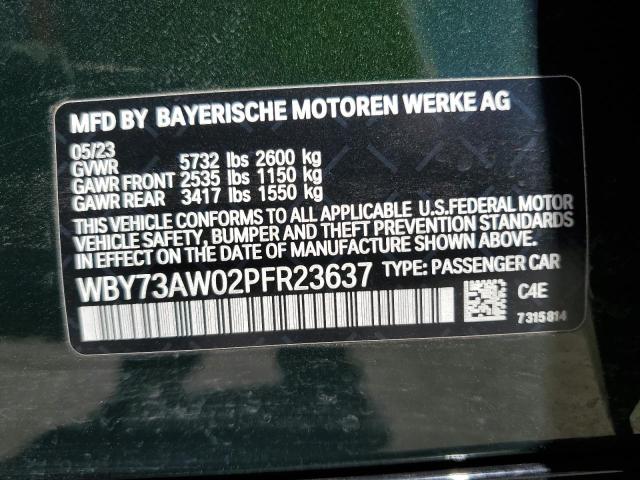 MFD BY BAYERISCHE MOTOREN WERKE AG
05/23
GVWR 5732 lbs 2600 kg
GAWR FRONT 2535 lbs 1150 kg
GAWR REAR 3417 lbs 1550 kg
THIS VEHICLE CONFORMS TO ALL APPLICABLE U.S.FEDERAL MOTOR
VEHICLE SAFETY, BUMPER AND THEFT PREVENTION STANDARDS
IN EFFECT ON THE DATE OF MANUFACTURE SHOWN ABOVE.
WBY73AW02PFR23637 TYPE: PASSENGER CAR
C4E
7315814